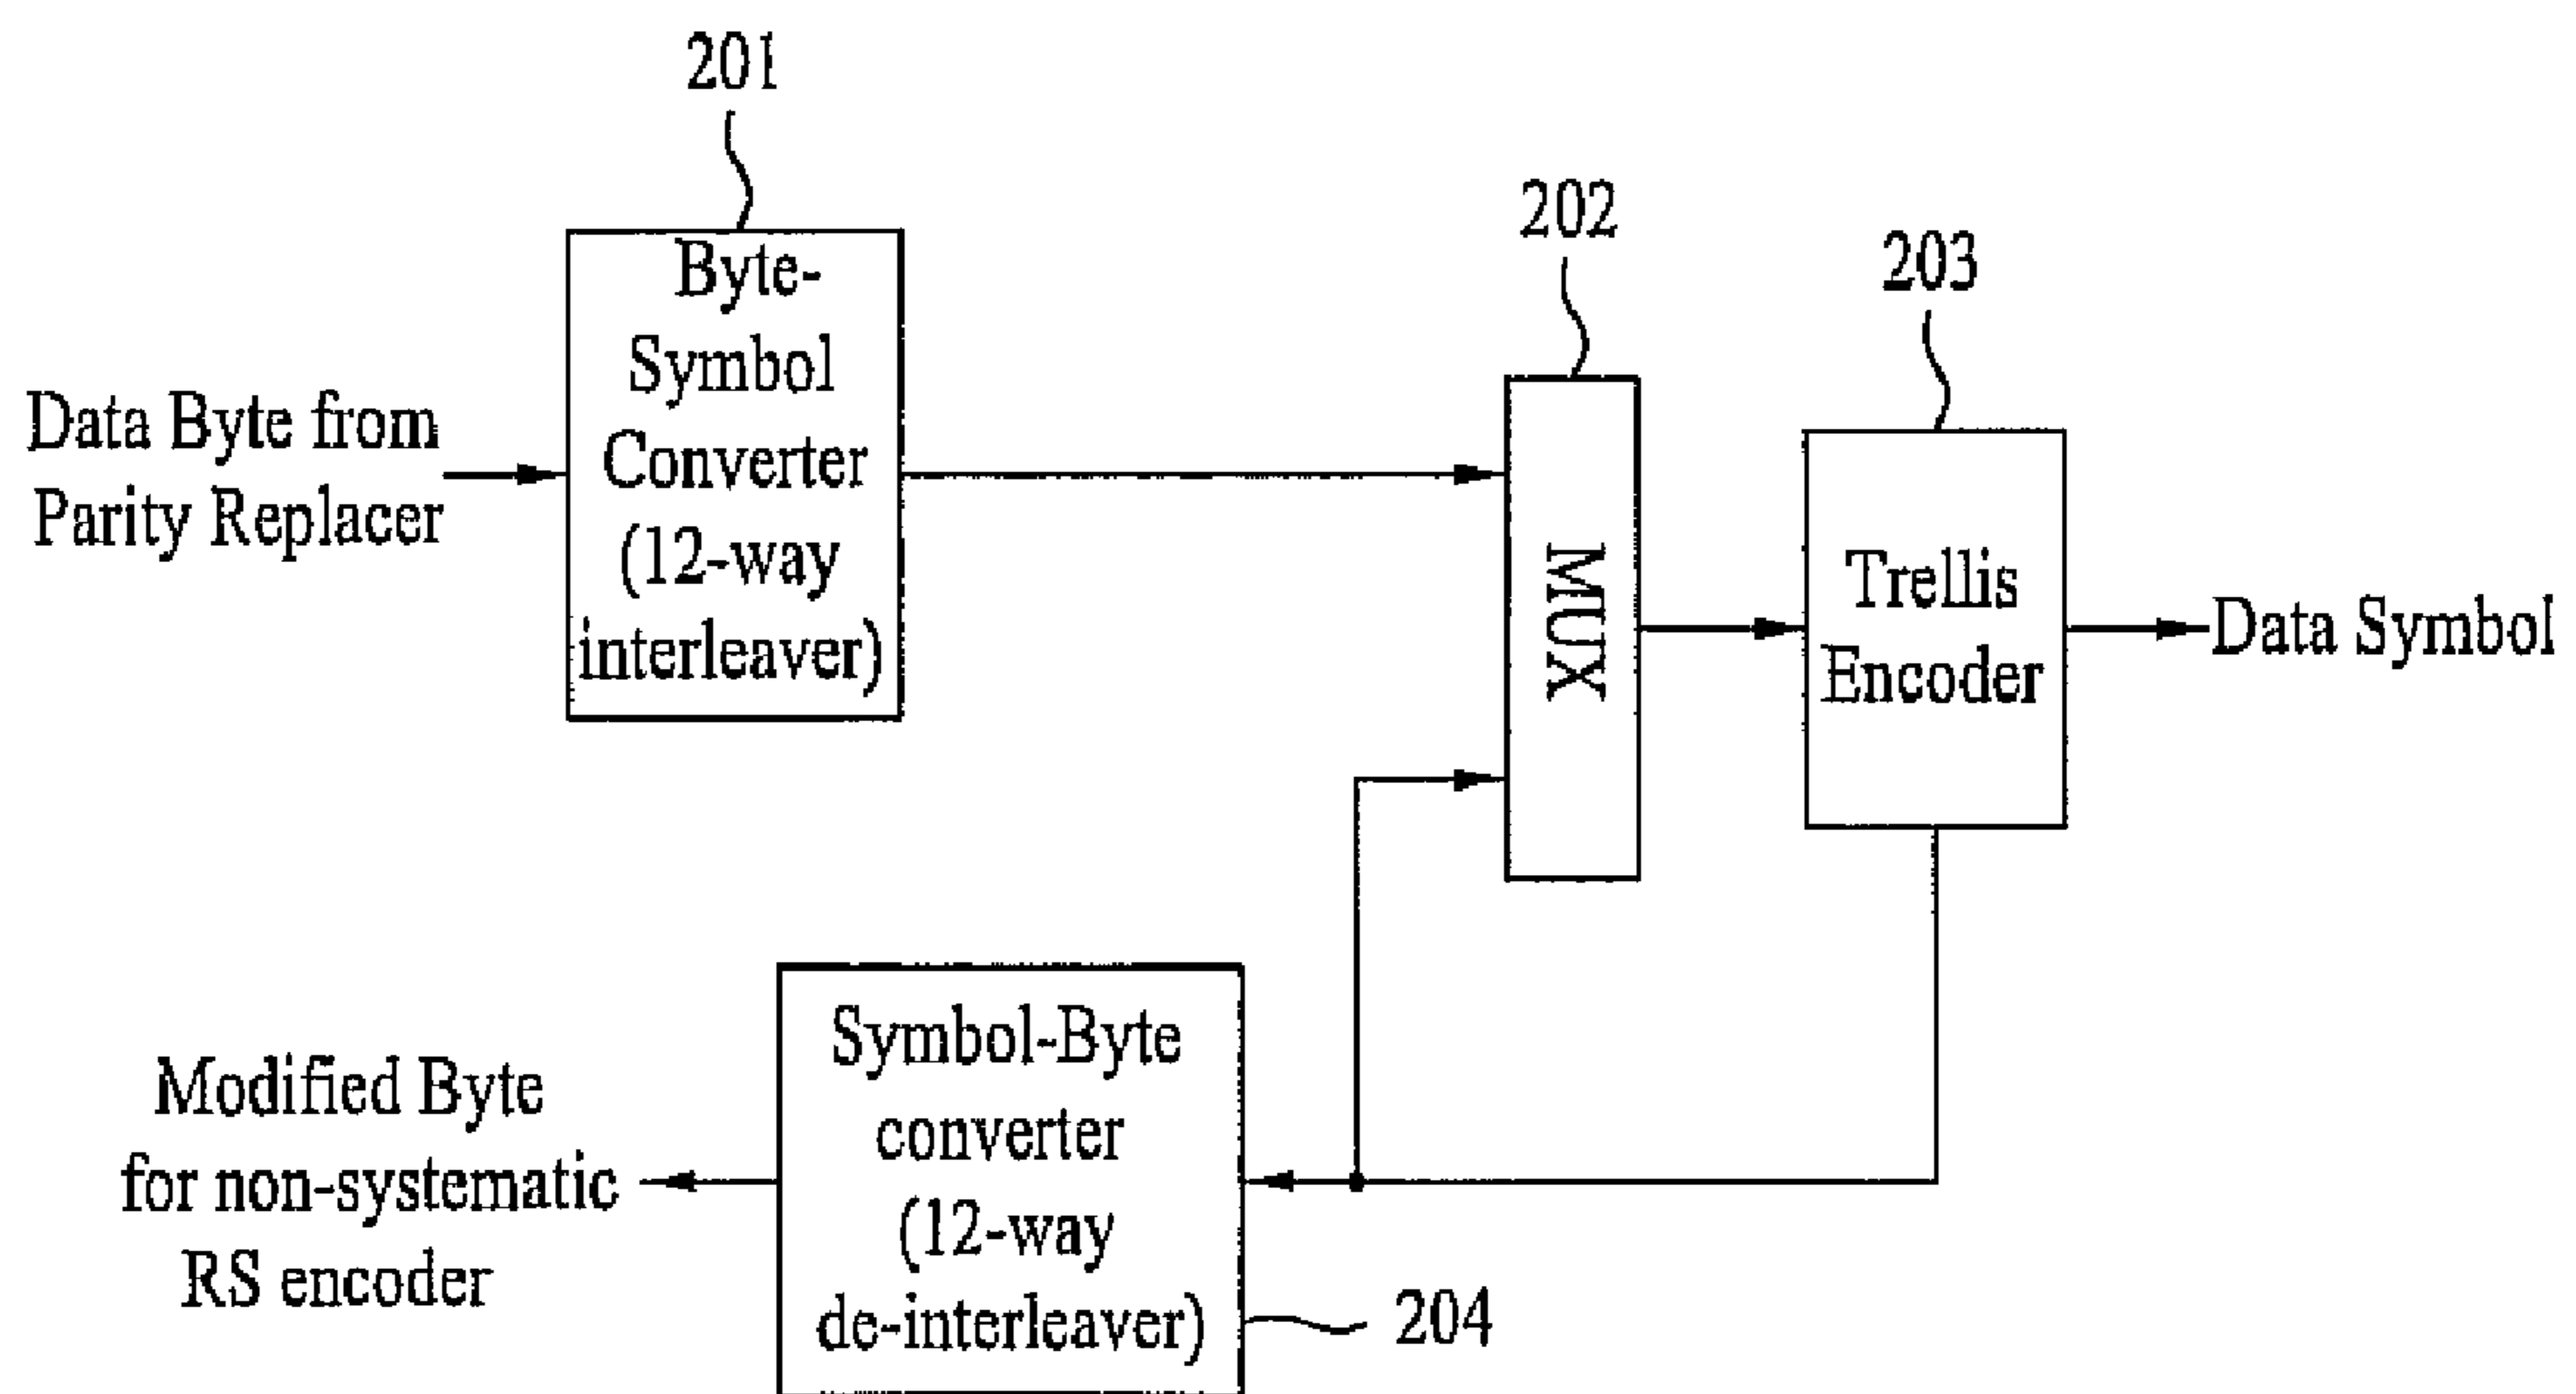 201
Byte-
Symbol
Converter
(12-way
interleaver)
Data Byte from
Parity Replacer
202
MUX
203
Trellis
Encoder
Data Symbol
Symbol-Byte
converter
(12-way
de-interleaver)
204
Modified Byte
for non-systematic
RS encoder